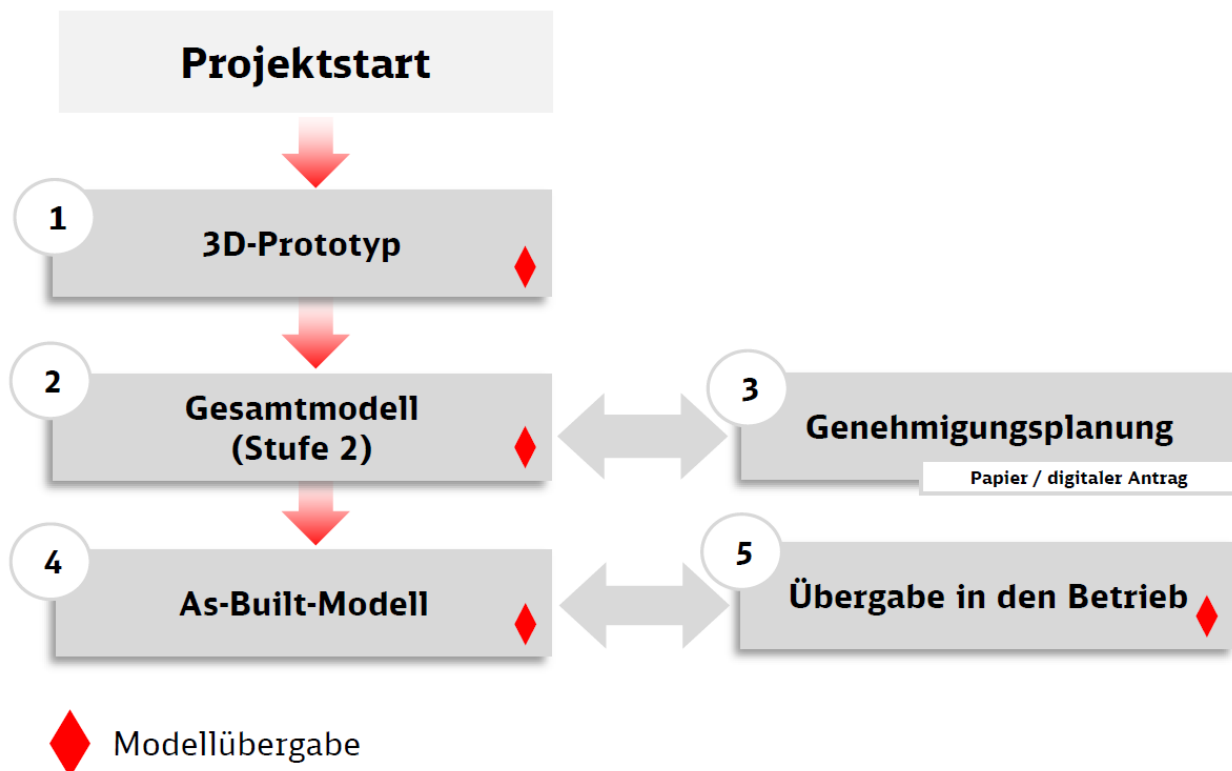 Projektstart
1
3D-Prototyp
2
Gesamtmodell
(Stufe 2)
3
Genehmigungsplanung
Papier / digitaler Antrag
4
As-Built-Modell
5
Übergabe in den Betrieb
Modellübergabe